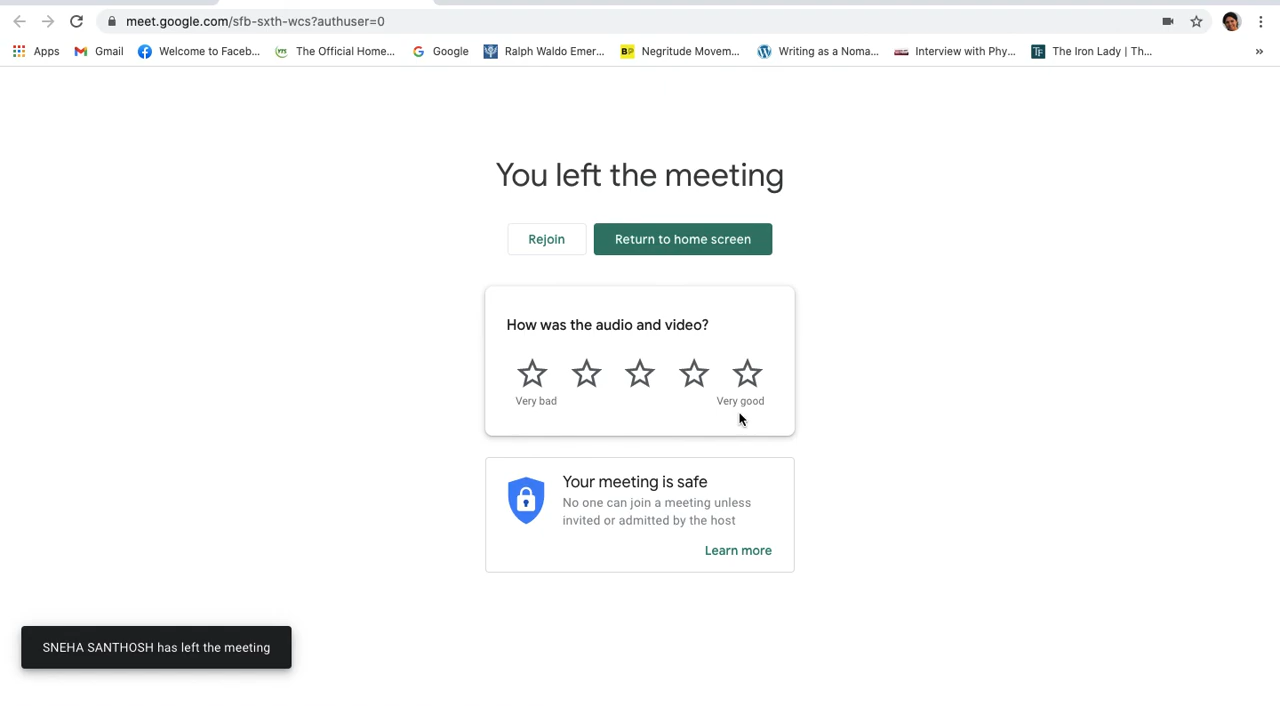 meet.google.com/sfb-sxth-wcs?authuser=0
Apps Gmail Welcome to Faceb... The Official Home... Google Ralph Waldo Emer... BP Negritude Movem... Writing as a Noma... Interview with Phy... TF The Iron Lady | Th... »
You left the meeting
Rejoin Return to home screen
How was the audio and video?
Very bad Very good
Your meeting is safe
No one can join a meeting unless
invited or admitted by the host
Learn more
SNEHA SANTHOSH has left the meeting